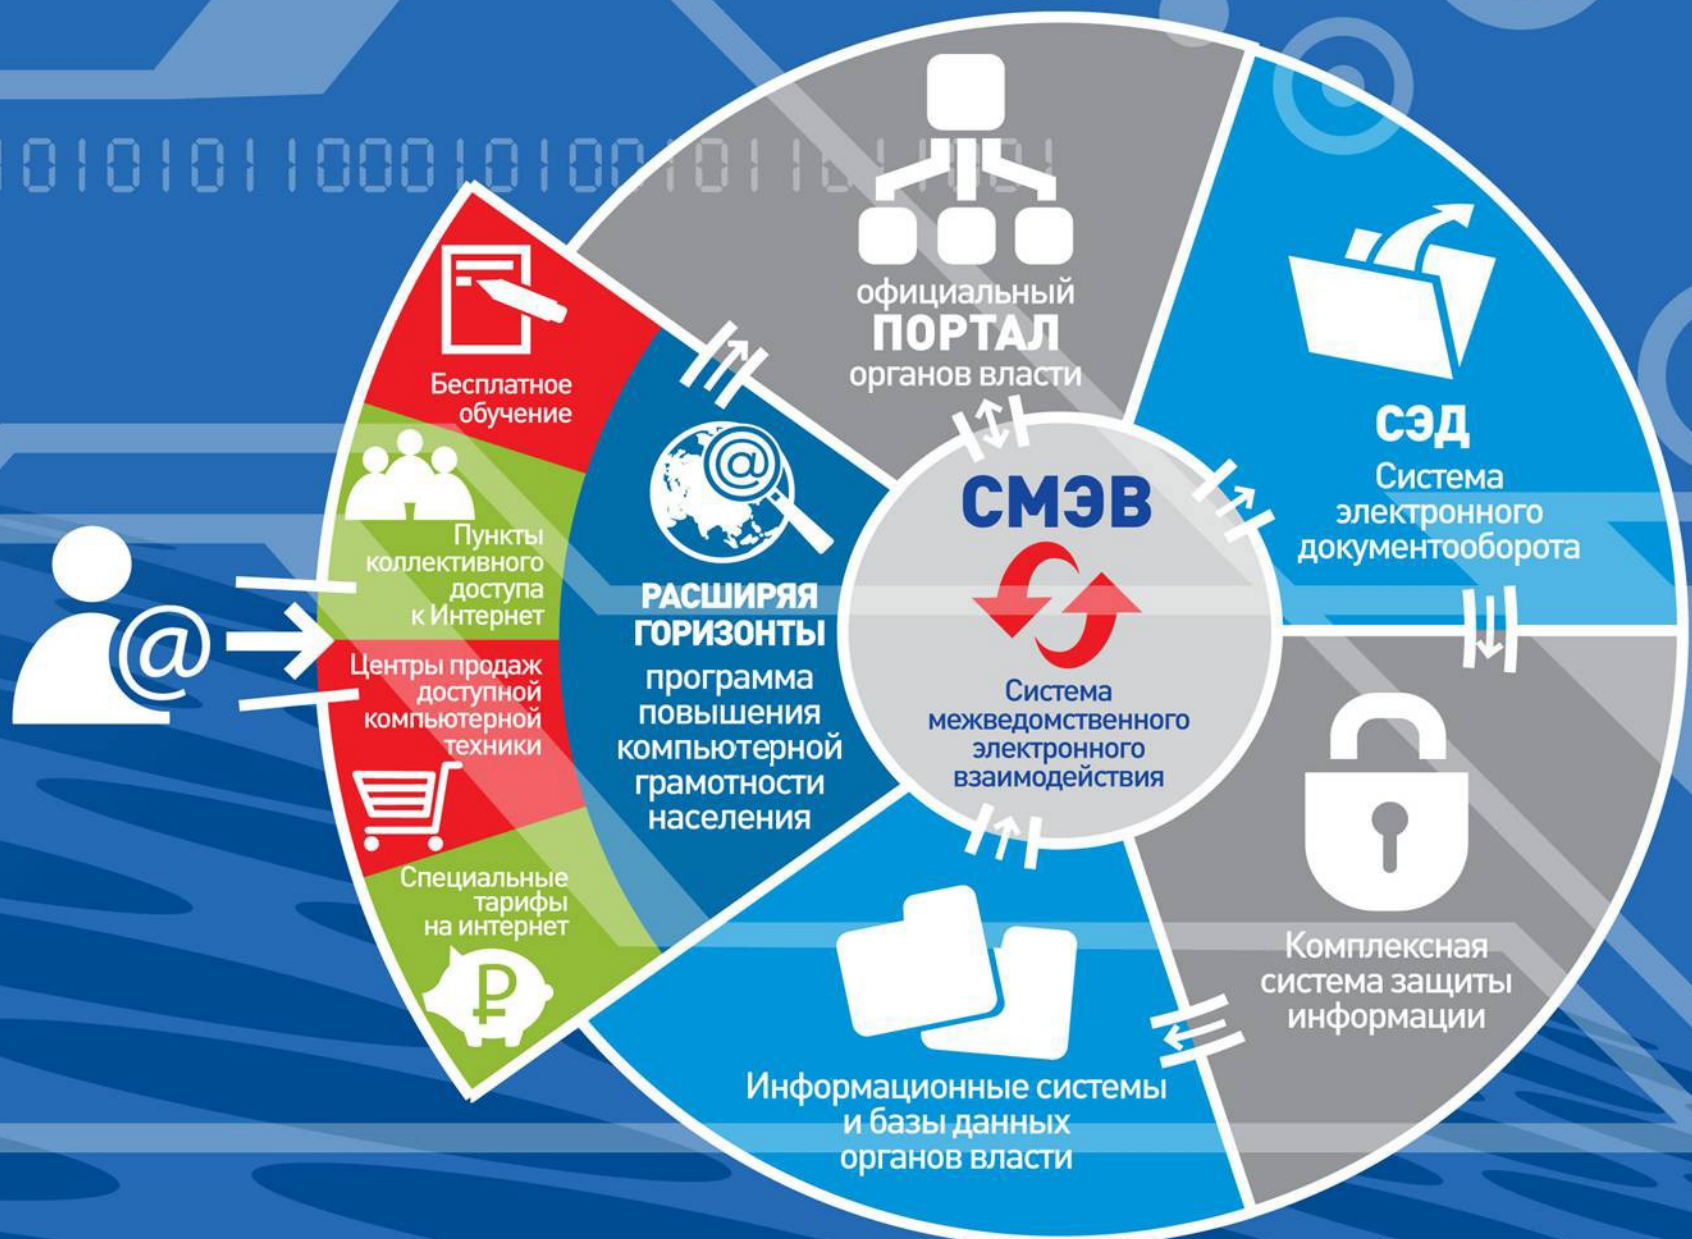 официальный
ПОРТАЛ
органов власти
СЭД
Система
электронного
документооборота
Бесплатное
обучение
Пункты
коллективного
доступа
к Интернет
Центры продаж
доступной
компьютерной
техники
Специальные
тарифы
на интернет
@
@
РАСШИРЯЯ
ГОРИЗОНТЫ
программа
повышения
компьютерной
грамотности
населения
СМЭВ
Система
межведомственного
электронного
взаимодействия
Комплексная
система защиты
информации
Информационные системы
и базы данных
органов власти
₽